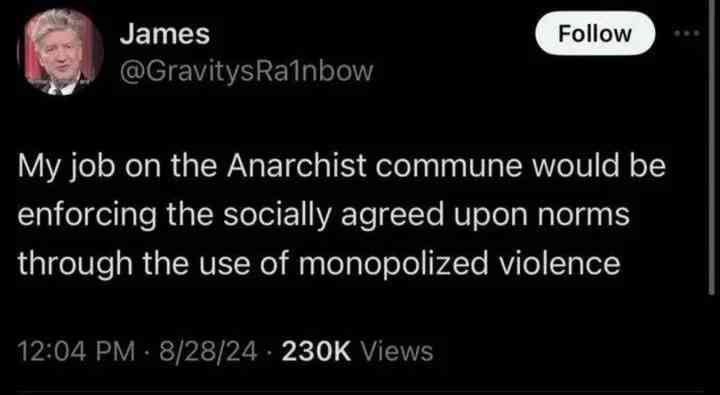 James
@GravitysRa1nbow
Follow
My job on the Anarchist commune would be
enforcing the socially agreed upon norms
through the use of monopolized violence
12:04 PM · 8/28/24 · 230K Views